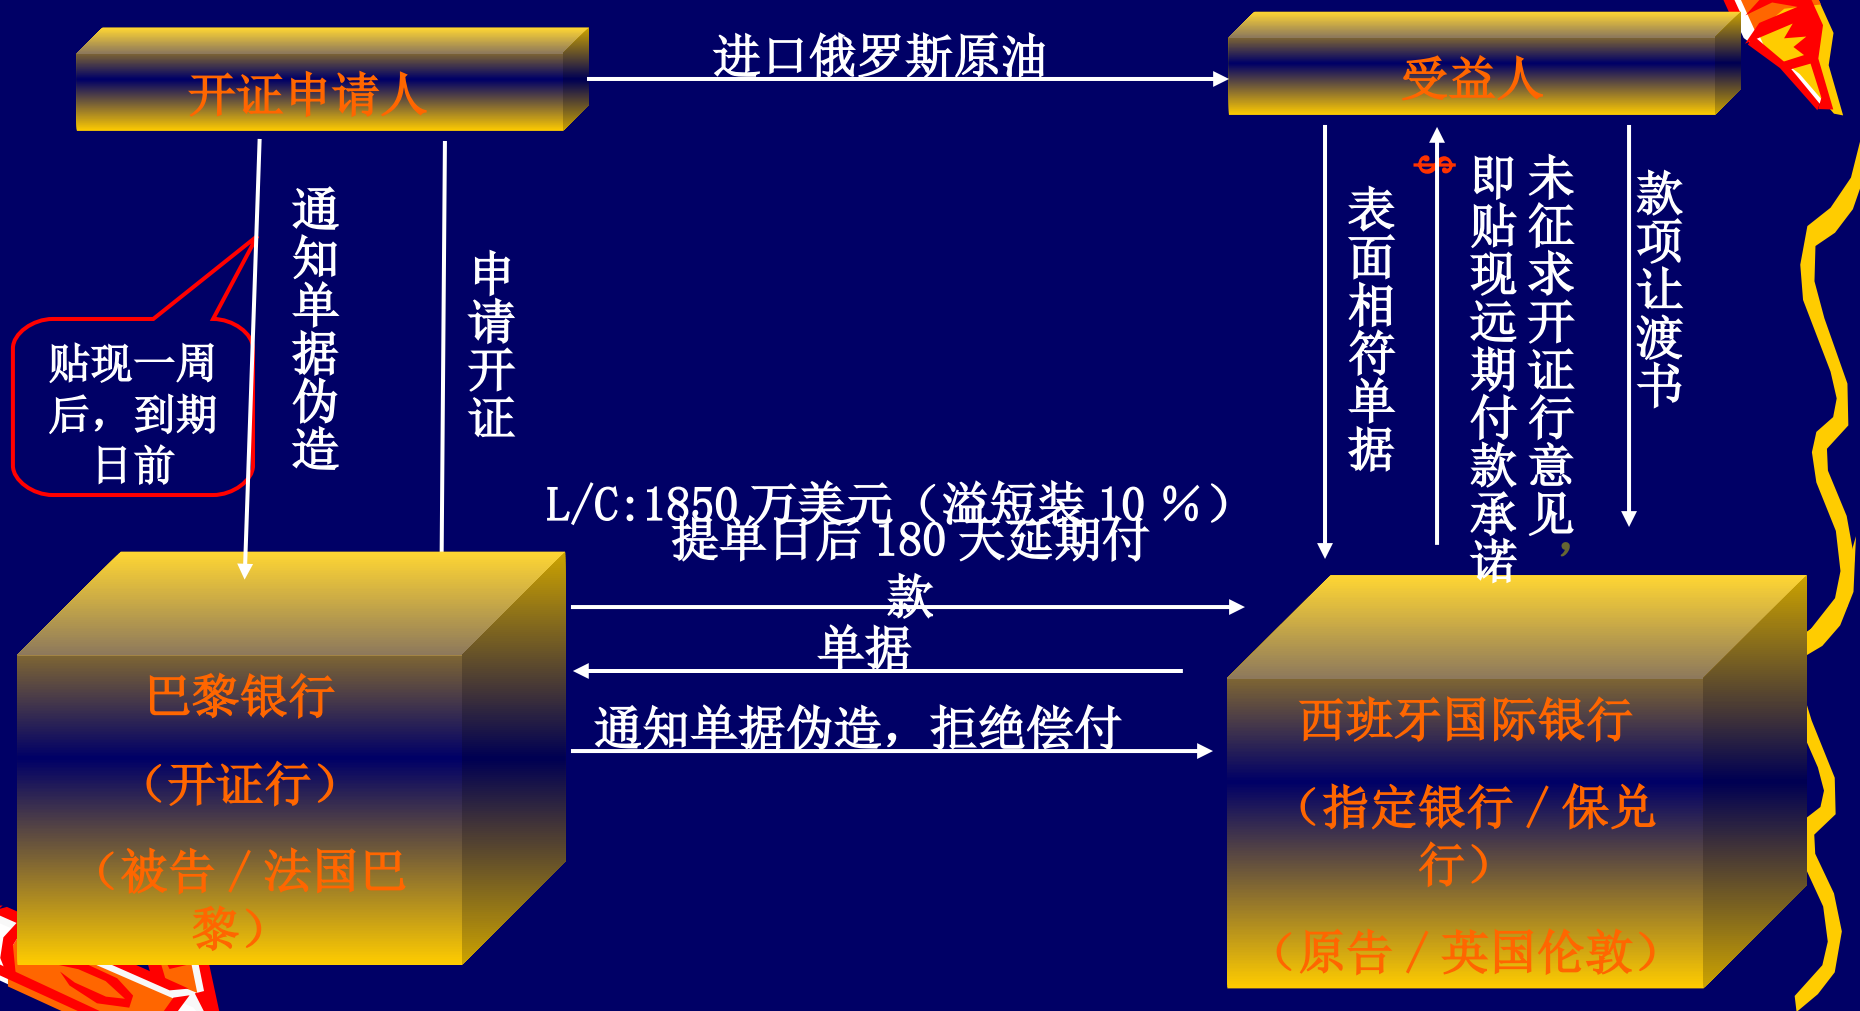 进口俄罗斯原油
开证申请人
受益人
通知单据伪造
申请开证
贴现一周
后，到期
日前
表面相符单据
$
未征求开证行意见，
即贴现远期付款承诺
款项让渡书
L/C:1850万美元（溢短装10％）
提单日后180天延期付
款
单据
通知单据伪造，拒绝偿付
巴黎银行
（开证行）
（被告/法国巴
黎）
西班牙国际银行
（指定银行/保兑
行）
（原告/英国伦敦）